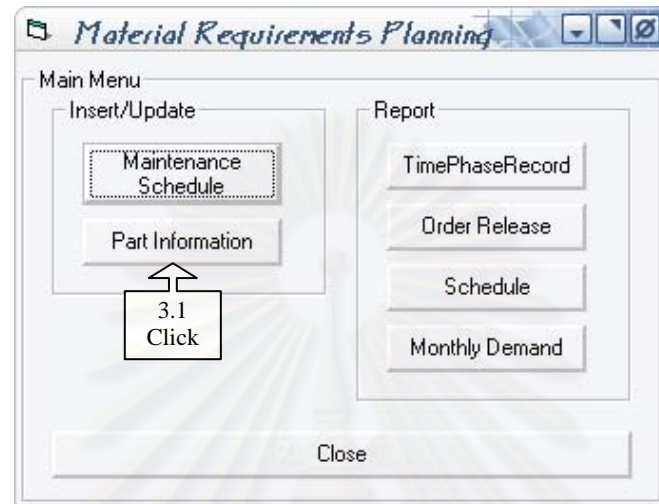 Material Requirements Planning
Main Menu
Insert/Update
Maintenance
Schedule
Part Information
3.1
Click
Report
TimePhaseRecord
Order Release
Schedule
Monthly Demand
Close